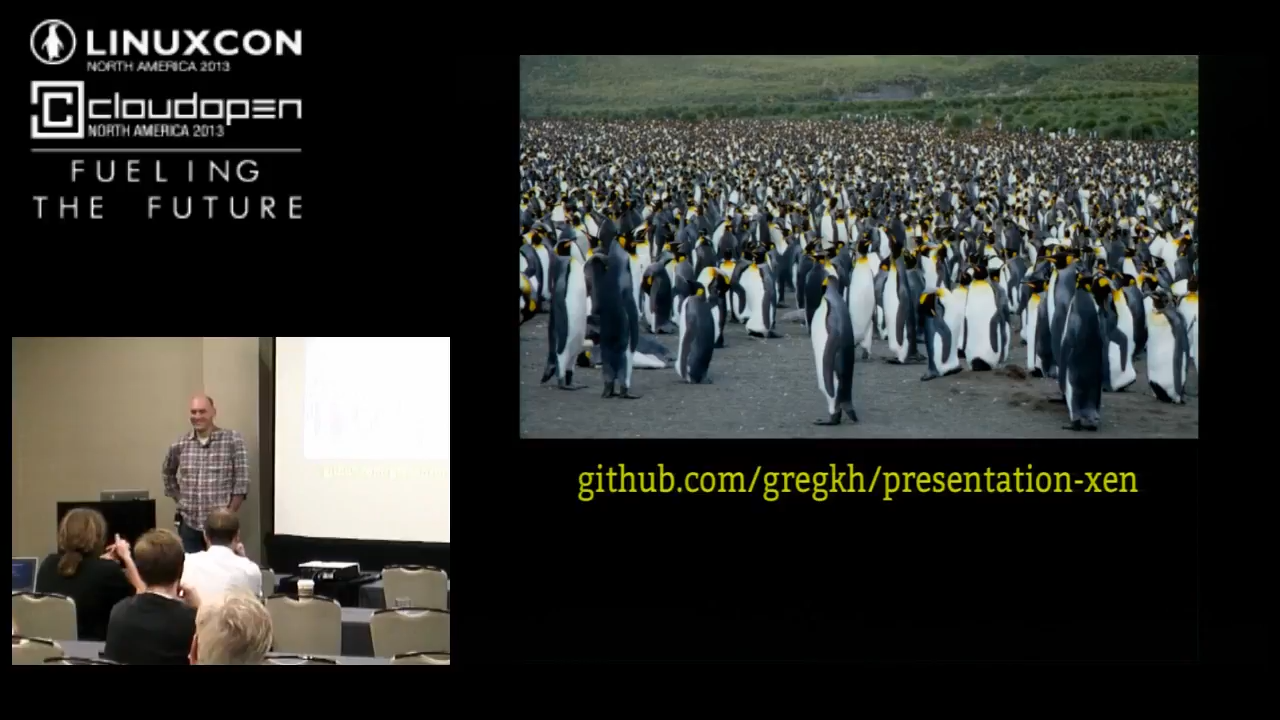 LINUXCON
NORTH AMERICA 2013
cloudopen
NORTH AMERICA 2013
FUELING
THE FUTURE
github.com/gregkh/presentation-xen